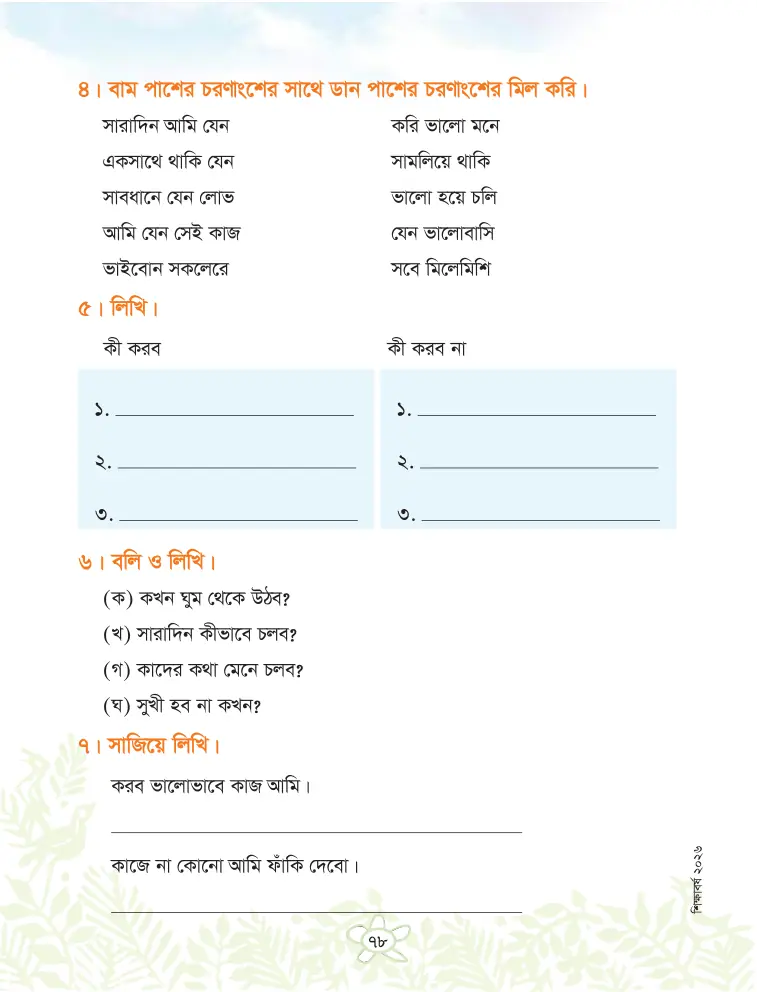 ৪। বাম পাশের চরণাংশের সাথে ডান পাশের চরণাংশের মিল করি।
সারাদিন আমি যেন করি ভালো মনে
একসাথে থাকি যেন সামলিয়ে থাকি
সাবধানে যেন লোভ ভালো হয়ে চলি
আমি যেন সেই কাজ যেন ভালোবাসি
ভাইবোন সকলেরে সবে মিলেমিশি
৫। লিখি।
কী করব কী করব না
১. ১.
২. ২.
৩. ৩.
৬। বলি ও লিখি।
(ক) কখন ঘুম থেকে উঠব?
(খ) সারাদিন কীভাবে চলব?
(গ) কাদের কথা মেনে চলব?
(ঘ) সুখী হব না কখন?
৭। সাজিয়ে লিখি।
করব ভালোভাবে কাজ আমি।
কাজে না কোনো আমি ফাঁকি দেবো।
৭৮
শিক্ষাবর্ষ ২০২৬